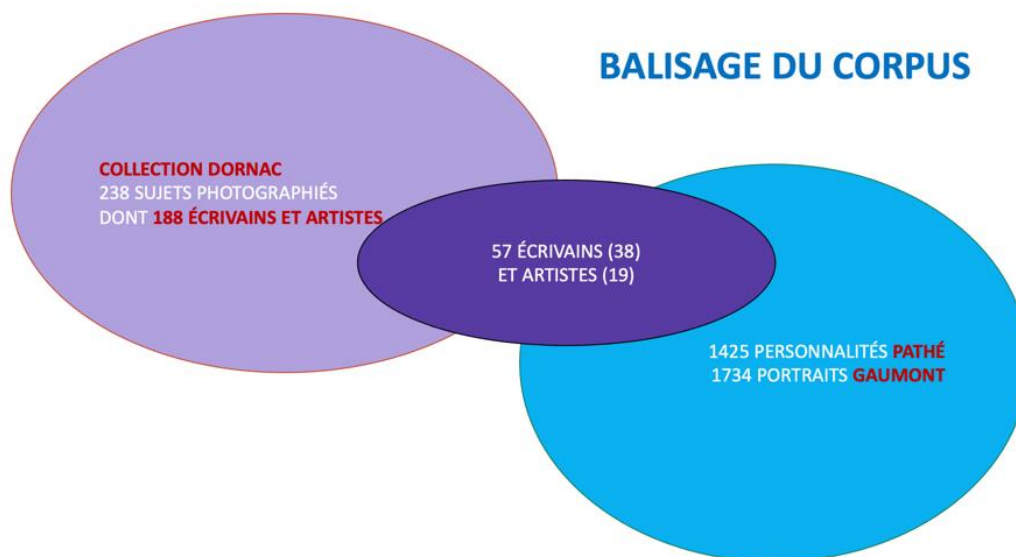 BALISAGE DU CORPUS
COLLECTION DORNAC
238 SUJETS PHOTOGRAPHIÉS
DONT 188 ÉCRIVAINS ET ARTISTES
57 ÉCRIVAINS (38)
ET ARTISTES (19)
1425 PERSONNALITÉS PATHÉ
1734 PORTRAITS GAUMONT